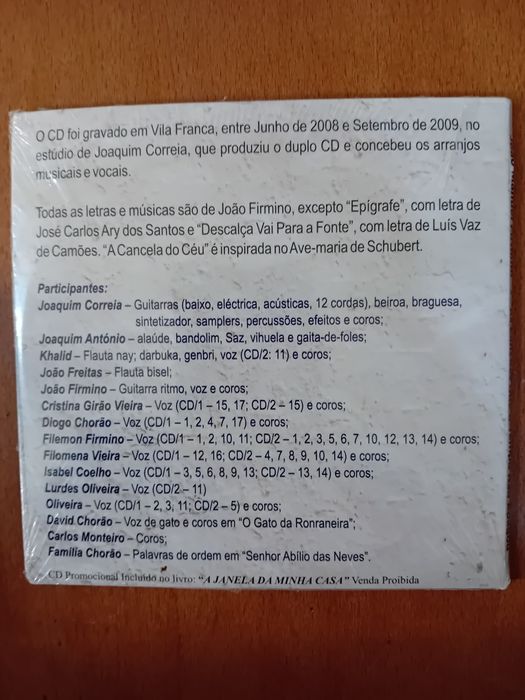 O CD foi gravado em Vila Franca, entre Junho de 2008 e Setembro de 2009, no
estúdio de Joaquim Correia, que produziu o duplo CD e concebeu os arranjos
musicais e vocais.
Todas as letras e músicas são de João Firmino, excepto "Epígrafe", com letra de
José Carlos Ary dos Santos e "Descalça Vai Para a Fonte", com letra de Luís Vaz
de Camões. "A Cancela do Céu" é inspirada no Ave-maria de Schubert.
Participantes:
Joaquim Correia – Guitarras (baixo, eléctrica, acústicas, 12 cordas), beiroa, braguesa,
sintetizador, samplers, percussões, efeitos e coros;
Joaquim António – alaúde, bandolim, Saz, vihuela e gaita-de-foles;
Khalid – Flauta nay; darbuka, genbri, voz (CD/2: 11) e coros;
João Freitas – Flauta bisel;
João Firmino – Guitarra ritmo, voz e coros;
Cristina Girão Vieira – Voz (CD/1 – 15, 17; CD/2 – 15) e coros;
Diogo Chorão – Voz (CD/1 – 1, 2, 4, 7, 17) e coros;
Filemon Firmino – Voz (CD/1 – 1, 2, 10, 11; CD/2 – 1, 2, 3, 5, 6, 7, 10, 12, 13, 14) e coros;
Filomena Vieira – Voz (CD/1 – 12, 16; CD/2 – 4, 7, 8, 9, 10, 14) e coros;
Isabel Coelho – Voz (CD/1 – 3, 5, 6, 8, 9, 13; CD/2 – 13, 14) e coros;
Lurdes Oliveira – Voz (CD/2 – 11)
Oliveira – Voz (CD/1 – 2, 3, 11; CD/2 – 5) e coros;
David Chorão – Voz de gato e coros em "O Gato da Ronraneira";
Carlos Monteiro – Coros;
Família Chorão – Palavras de ordem em "Senhor Abílio das Neves".
CD Promocional Incluído no livro: "A JANELA DA MINHA CASA" Venda Proibida